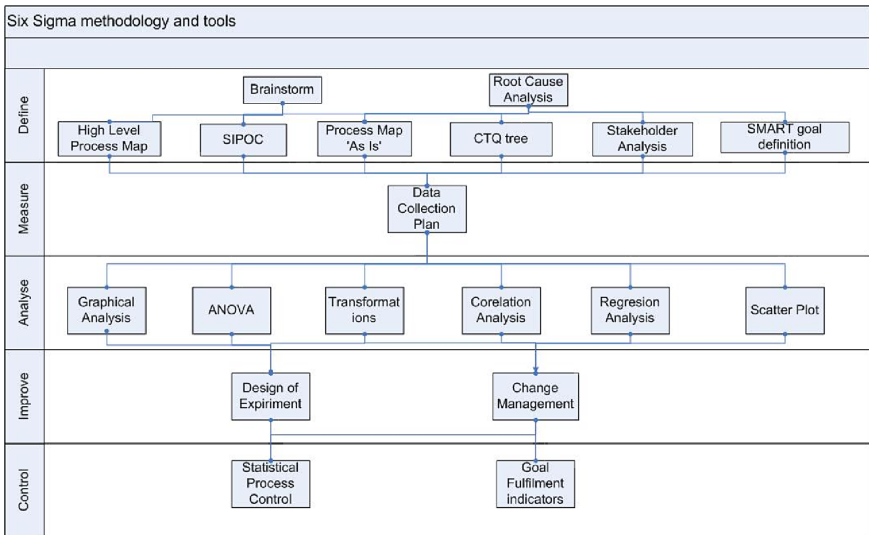 Six Sigma methodology and tools
Define
Brainstorm
Root Cause
Analysis
High Level
Process Map
SIPOC
Process Map
'As Is'
CTQ tree
Stakeholder
Analysis
SMART goal
definition
Measure
Data
Collection
Plan
Analyse
Graphical
Analysis
ANOVA
Transformat
ions
Corelation
Analysis
Regresion
Analysis
Scatter Plot
Improve
Design of
Expiriment
Change
Management
Control
Statistical
Process
Control
Goal
Fulfilment
indicators